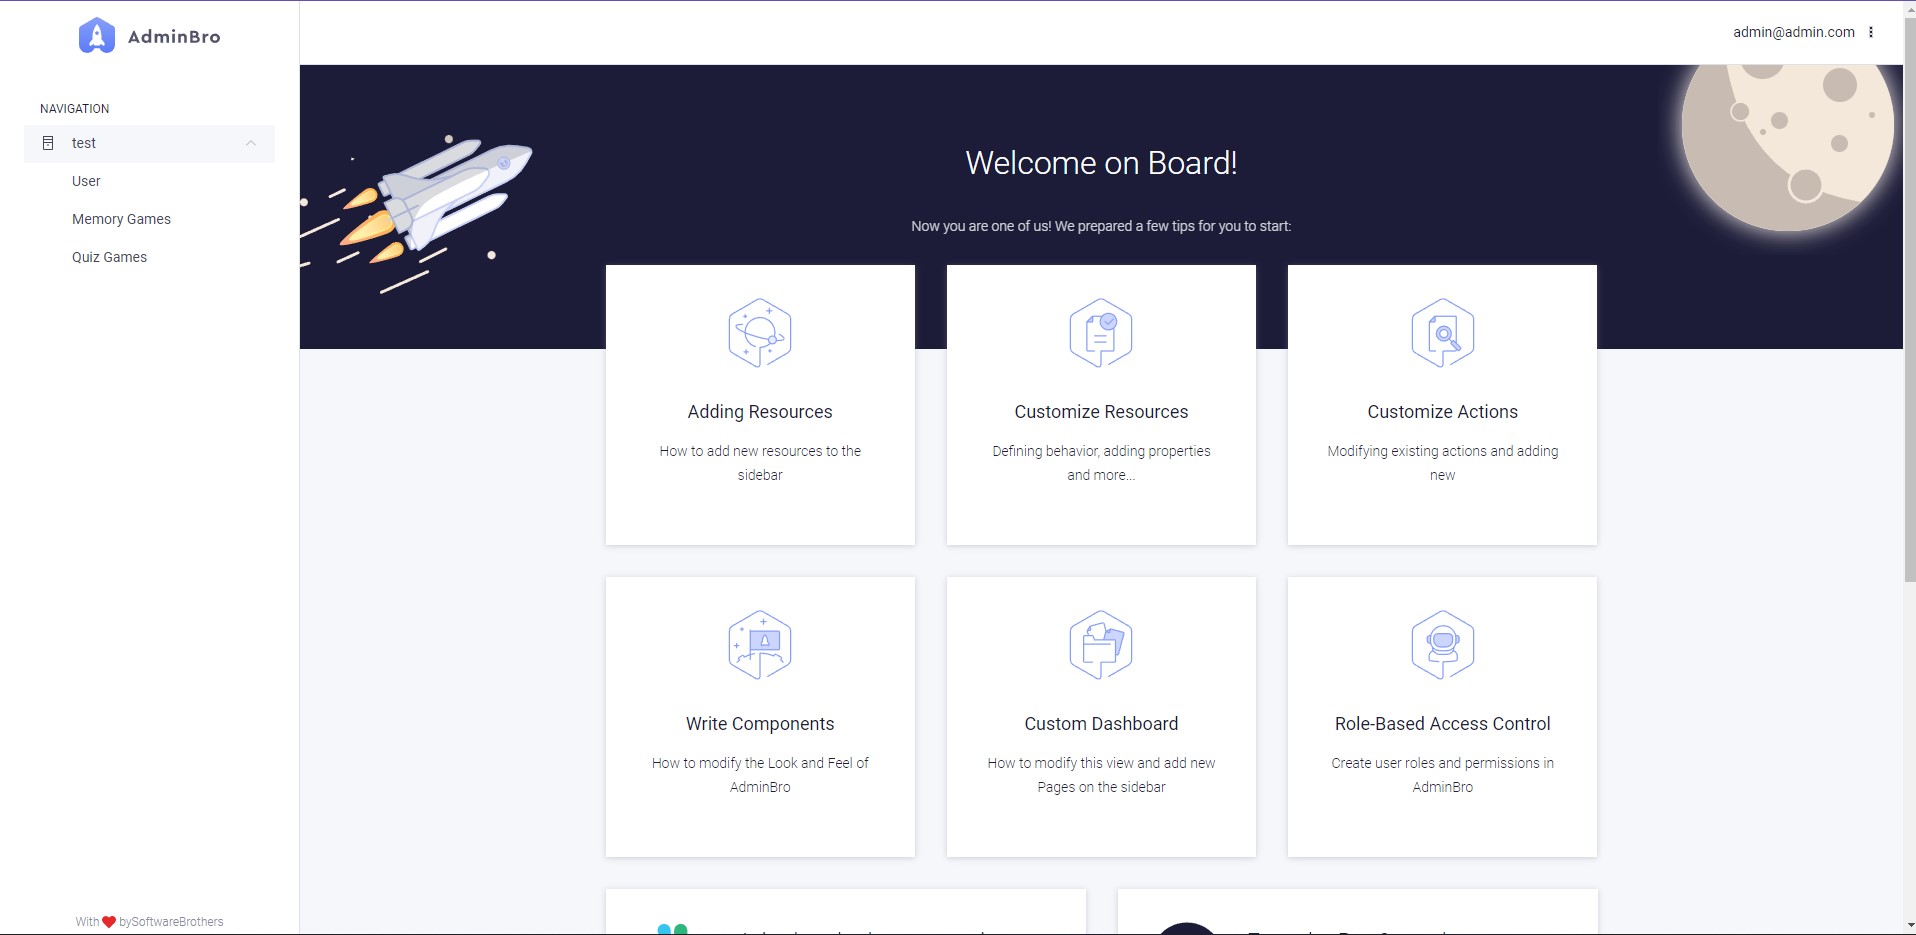 AdminBro
admin@admin.com
NAVIGATION
test
User
Memory Games
Quiz Games
Welcome on Board!
Now you are one of us! We prepared a few tips for you to start:
Adding Resources
How to add new resources to the
sidebar
Customize Resources
Defining behavior, adding properties
and more...
Customize Actions
Modifying existing actions and adding
new
Write Components
How to modify the Look and Feel of
AdminBro
Custom Dashboard
How to modify this view and add new
Pages on the sidebar
Role-Based Access Control
Create user roles and permissions in
AdminBro
With ❤ bySoftwareBrothers